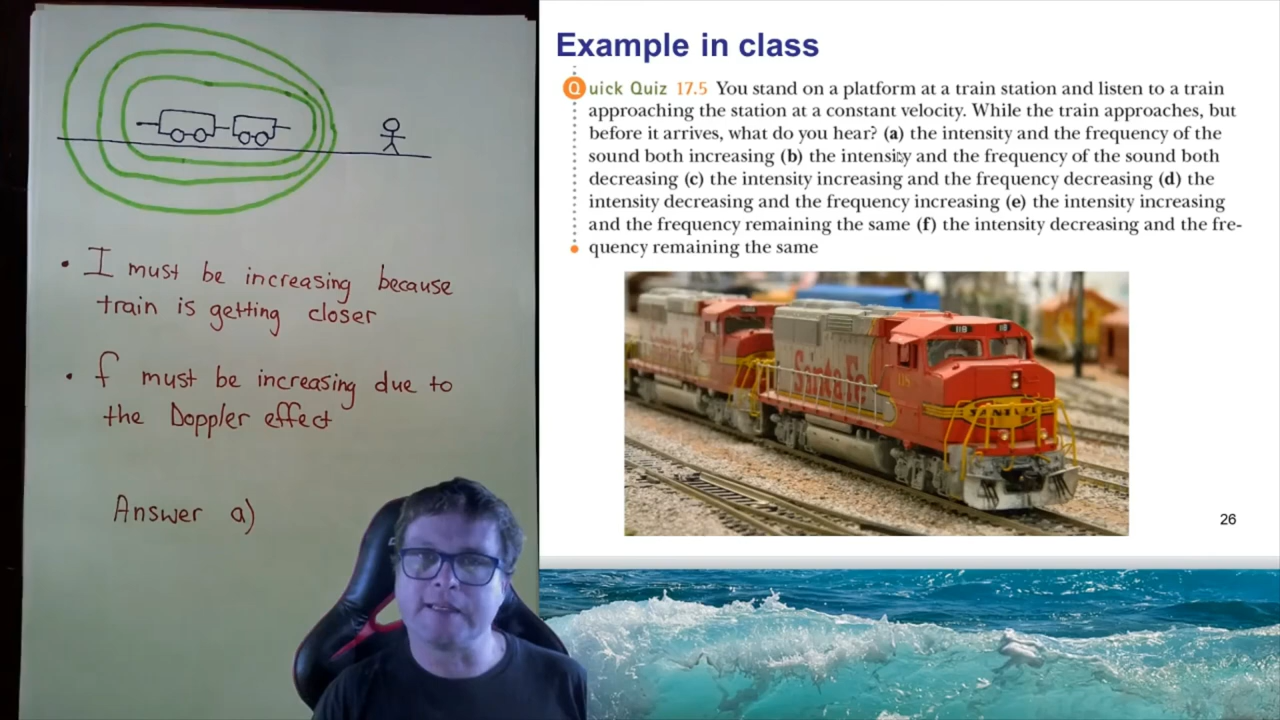 • I must be increasing because
train is getting closer
• f must be increasing due to
the Doppler effect
Answer a)
Example in class
Quick Quiz 17.5 You stand on a platform at a train station and listen to a train
approaching the station at a constant velocity. While the train approaches, but
before it arrives, what do you hear? (a) the intensity and the frequency of the
sound both increasing (b) the intensity and the frequency of the sound both
decreasing (c) the intensity increasing and the frequency decreasing (d) the
intensity decreasing and the frequency increasing (e) the intensity increasing
and the frequency remaining the same (f) the intensity decreasing and the fre-
quency remaining the same
Santa Fe
118
SANTA FE
26